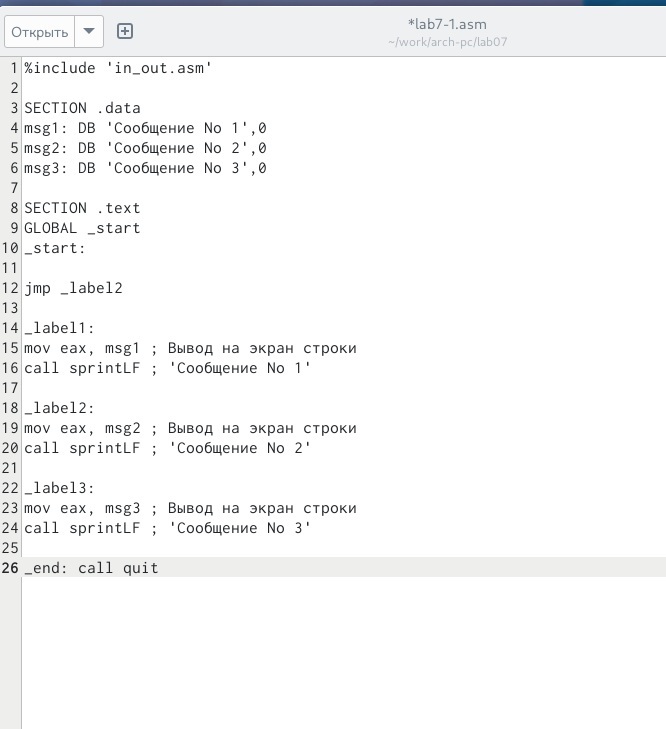 Открыть
*lab7-1.asm
~/work/arch-pc/lab07
1 %include 'in_out.asm'
2
3 SECTION .data
4 msg1: DB 'Сообщение No 1',0
5 msg2: DB 'Сообщение No 2',0
6 msg3: DB 'Сообщение No 3',0
7
8 SECTION .text
9 GLOBAL _start
10 _start:
11
12 jmp _label2
13
14 _label1:
15 mov eax, msg1 ; Вывод на экран строки
16 call sprintLF ; 'Сообщение No 1'
17
18 _label2:
19 mov eax, msg2 ; Вывод на экран строки
20 call sprintLF ; 'Сообщение No 2'
21
22 _label3:
23 mov eax, msg3 ; Вывод на экран строки
24 call sprintLF ; 'Сообщение No 3'
25
26 _end: call quit